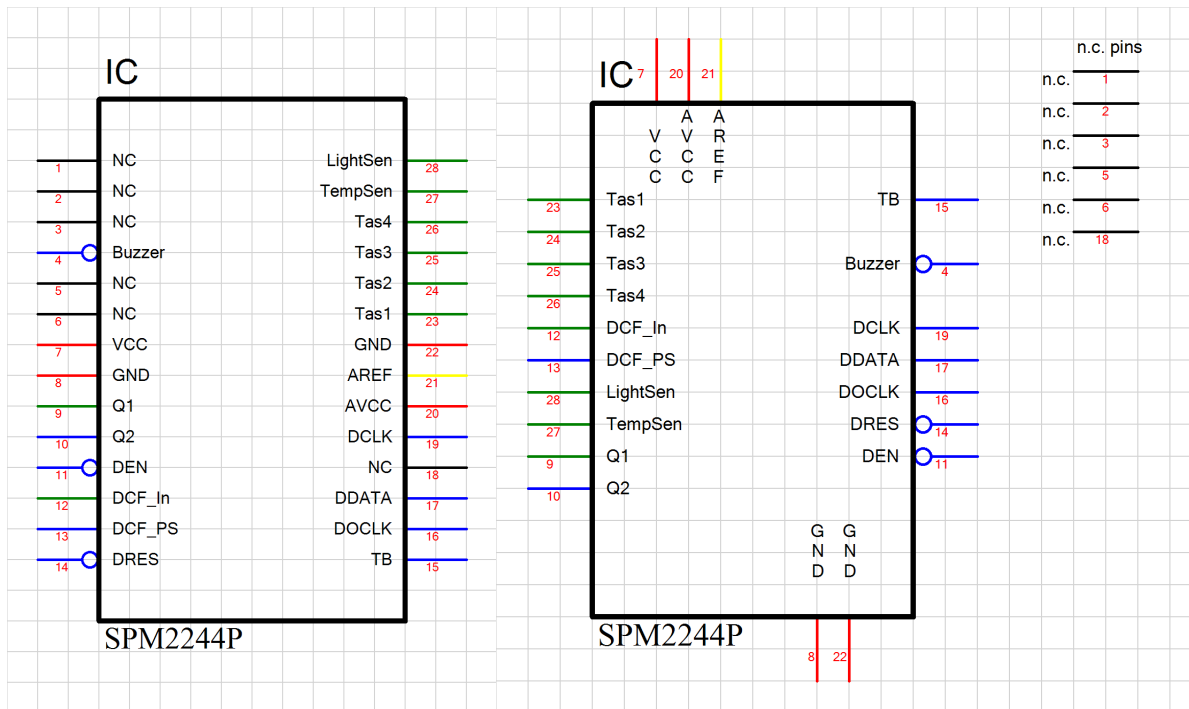 IC
1 NC
2 NC
3 NC
4 Buzzer
5 NC
6 NC
7 VCC
8 GND
9 Q1
10 Q2
11 DEN
12 DCF_In
13 DCF_PS
14 DRES
LightSen 28
TempSen 27
Tas4 26
Tas3 25
Tas2 24
Tas1 23
GND 22
AREF 21
AVCC 20
DCLK 19
NC 18
DDATA 17
DOCLK 16
TB 15
SPM2244P
IC
7 20 21
VCC
AVCC
AREF
23 Tas1
24 Tas2
25 Tas3
26 Tas4
12 DCF_In
13 DCF_PS
28 LightSen
27 TempSen
9 Q1
10 Q2
TB 15
Buzzer 4
DCLK 19
DDATA 17
DOCLK 16
DRES 14
DEN 11
GND
GND
8 22
SPM2244P
n.c. pins
n.c. 1
n.c. 2
n.c. 3
n.c. 5
n.c. 6
n.c. 18